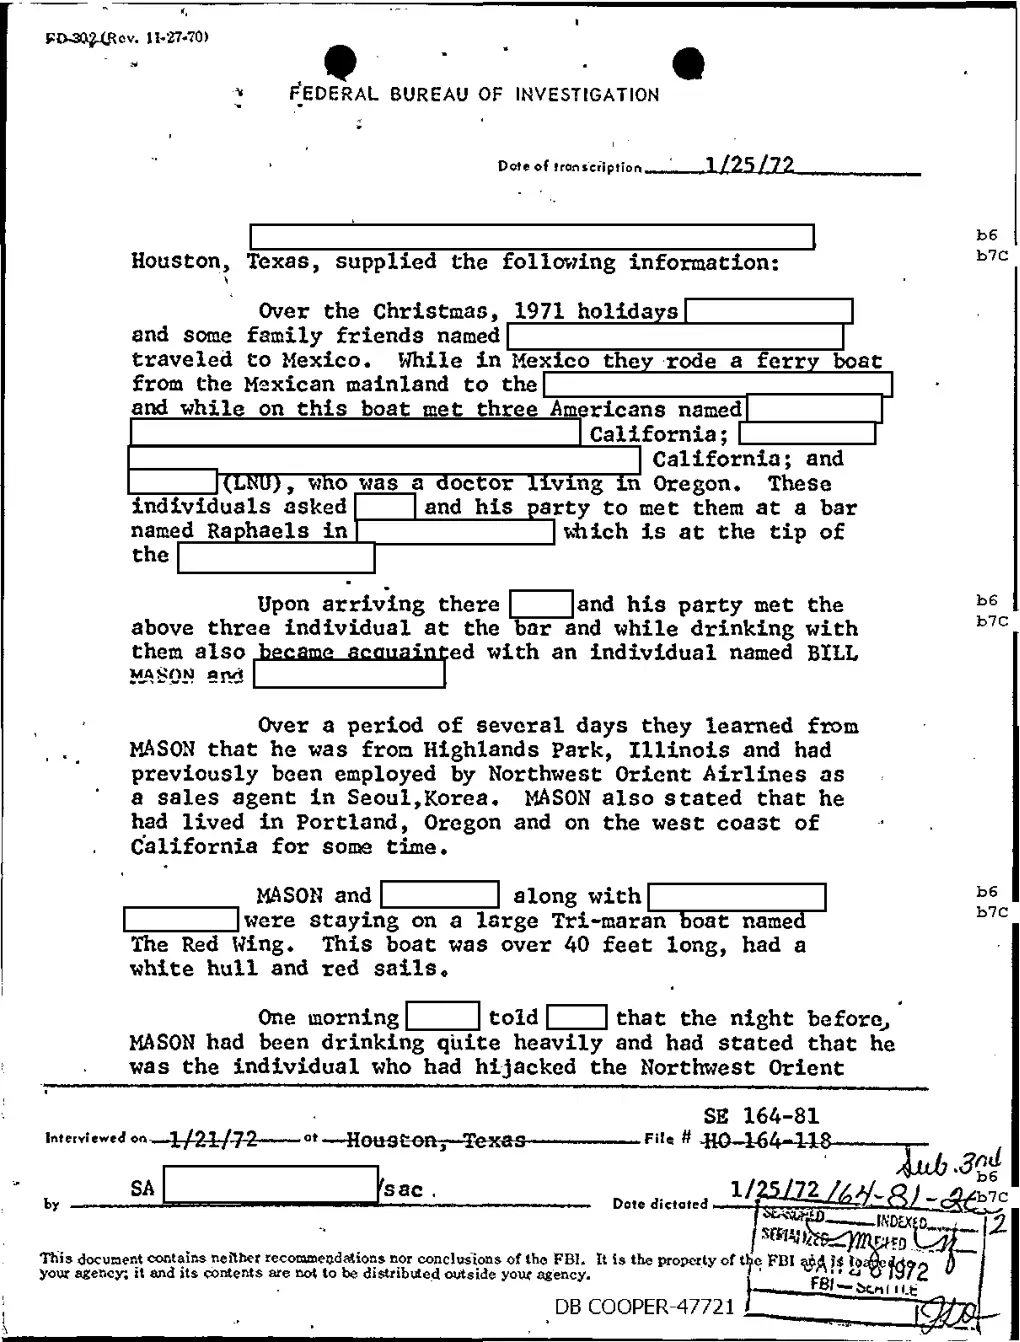 FD-302 (Rev. 11-27-70)
FEDERAL BUREAU OF INVESTIGATION
Date of transcription 1/25/72
b6
b7C
Houston, Texas, supplied the following information:
Over the Christmas, 1971 holidays
and some family friends named
traveled to Mexico. While in Mexico they rode a ferry boat
from the Mexican mainland to the
and while on this boat met three Americans named
California;
California; and
(LNU), who was a doctor living in Oregon. These
individuals asked and his party to met them at a bar
named Raphaels in which is at the tip of
the
Upon arriving there and his party met the
b6
above three individual at the bar and while drinking with
b7C
them also became acquainted with an individual named BILL
MASON and
Over a period of several days they learned from
MASON that he was from Highlands Park, Illinois and had
previously been employed by Northwest Orient Airlines as
a sales agent in Seoul,Korea. MASON also stated that he
had lived in Portland, Oregon and on the west coast of
California for some time.
MASON and along with
b6
b7C
were staying on a large Tri-maran boat named
The Red Wing. This boat was over 40 feet long, had a
white hull and red sails.
One morning told that the night before,
MASON had been drinking quite heavily and had stated that he
was the individual who had hijacked the Northwest Orient
SE 164-81
Interviewed on 1/21/72 at Houston, Texas File # HO 164-118
Sub. 3rd
b6
b7C
by SA /sac . Date dictated 1/25/72
164-81-
SEARCHED INDEXED
SERIALIZED FILED
1972
FBI — SEATTLE
This document contains neither recommendations nor conclusions of the FBI. It is the property of the FBI and is loaned to
your agency; it and its contents are not to be distributed outside your agency.
DB COOPER-47721